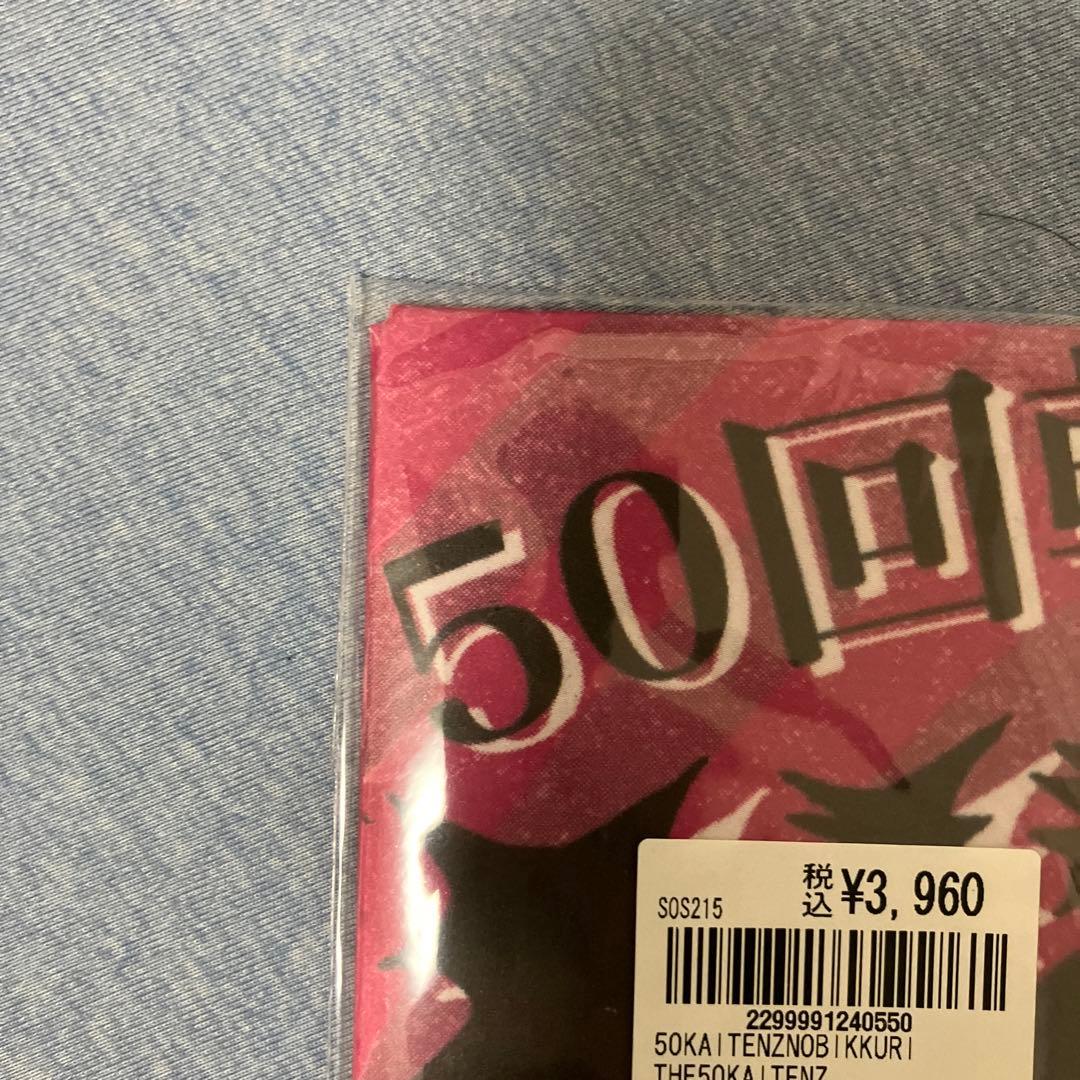 50回
税込 ¥3,960
SOS215
2299991240550
50KAITENZNOBIKKURI
THE50KAITENZ